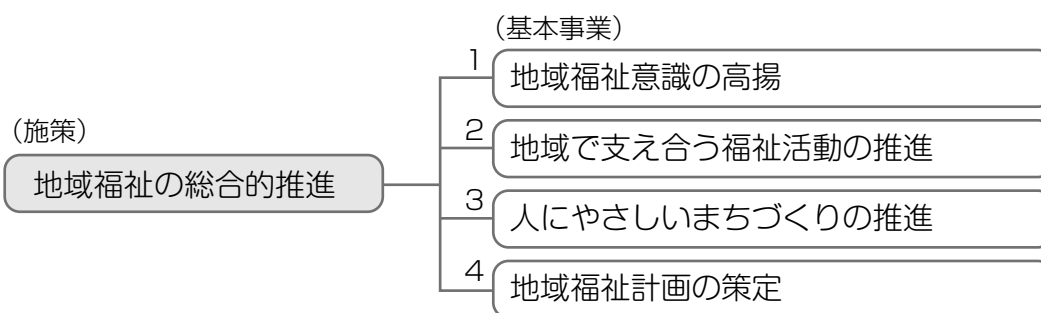 （基本事業）
1 地域福祉意識の高揚
（施策）
2 地域で支え合う福祉活動の推進
地域福祉の総合的推進
3 人にやさしいまちづくりの推進
4 地域福祉計画の策定